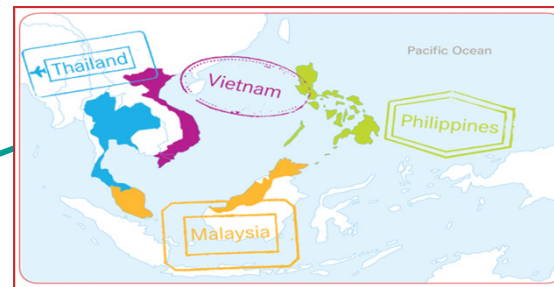 Pacific Ocean
Thailand
Vietnam
Philippines
Malaysia